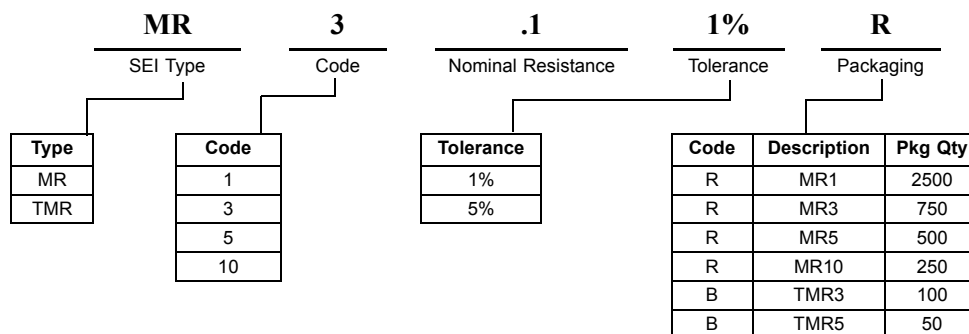 MR 3 .1 1% R
SEI Type Code Nominal Resistance Tolerance Packaging
Type Code Tolerance Code Description Pkg Qty
MR 1 1% R MR1 2500
TMR 3 5% R MR3 750
5 R MR5 500
10 R MR10 250
B TMR3 100
B TMR5 50